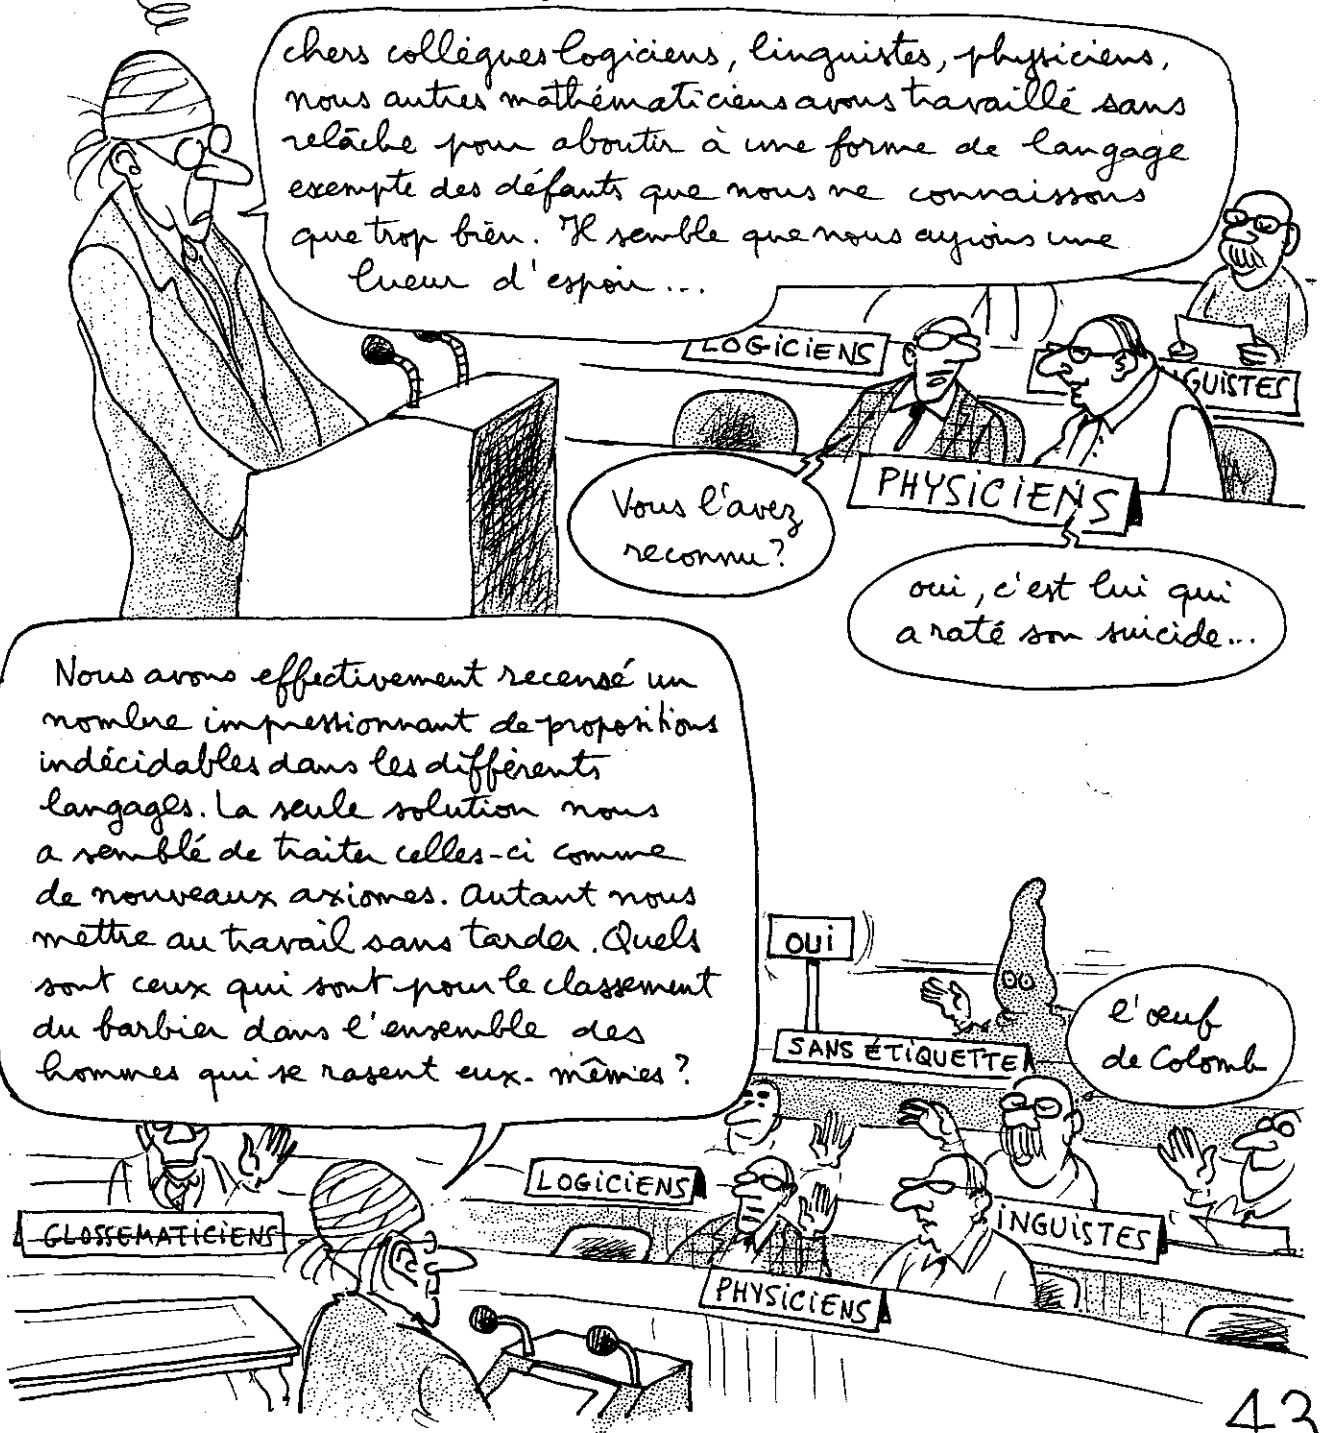 chers collègues logiciens, linguistes, physiciens,
nous autres mathématiciens avons travaillé sans
relâche pour aboutir à une forme de langage
exempte des défauts que nous ne connaissons
que trop bien. Il semble que nous ayions une
lueur d'espoir...
LOGICIENS
GUISTES
PHYSICIENS
Vous l'avez
reconnu?
oui, c'est lui qui
a raté son suicide...
Nous avons effectivement recensé un
nombre impressionnant de propositions
indécidables dans les différents
langages. La seule solution nous
a semblé de traiter celles-ci comme
de nouveaux axiomes. Autant nous
mettre au travail sans tarder. Quels
sont ceux qui sont pour le classement
du barbier dans l'ensemble des
hommes qui se rasent eux-mêmes?
OUI
SANS ÉTIQUETTE
l'œuf
de Colomb
GLOSSEMATICIENS
LOGICIENS
INGUISTES
PHYSICIENS
43